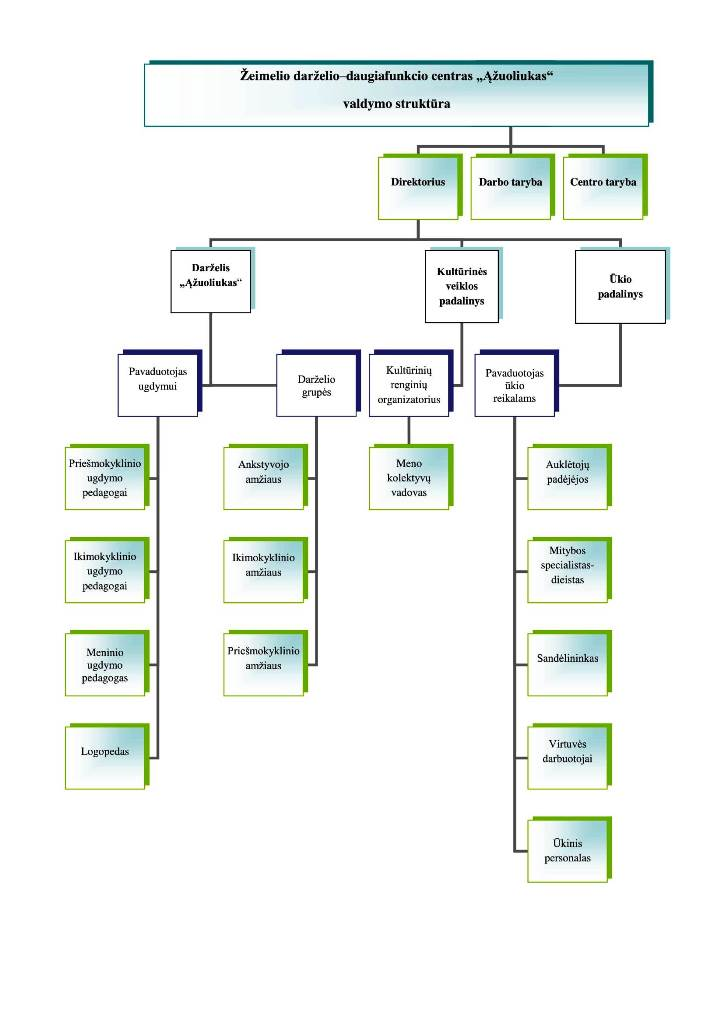 Žeimelio darželio–daugiafunkcio centras „Ąžuoliukas“
valdymo struktūra
Direktorius
Darbo taryba
Centro taryba
Darželis
„Ąžuoliukas“
Kultūrinės
veiklos
padalinys
Ūkio
padalinys
Pavaduotojas
ugdymui
Darželio
grupės
Kultūrinių
renginių
organizatorius
Pavaduotojas
ūkio
reikalams
Priešmokyklinio
ugdymo
pedagogai
Ankstyvojo
amžiaus
Meno
kolektyvų
vadovas
Auklėtojų
padėjėjos
Ikimokyklinio
ugdymo
pedagogai
Ikimokyklinio
amžiaus
Mitybos
specialistas-
dieistas
Meninio
ugdymo
pedagogas
Priešmokyklinio
amžiaus
Sandėlininkas
Logopedas
Virtuvės
darbuotojai
Ūkinis
personalas